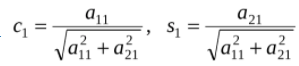 c₁ = a₁₁ / √(a₁₁² + a₂₁²) , s₁ = a₂₁ / √(a₁₁² + a₂₁²)